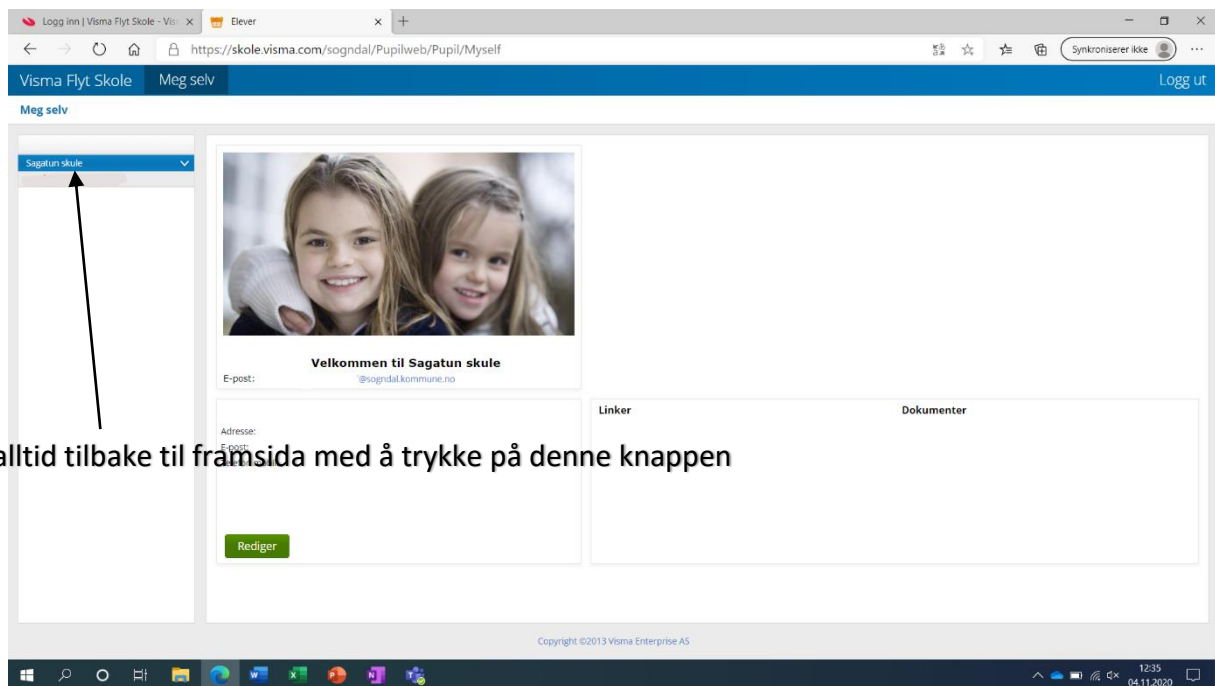 Logg inn | Visma Flyt Skole - Vis
Elever
https://skole.visma.com/sogndal/Pupilweb/Pupil/Myself
Synkroniserer ikke
Visma Flyt Skole
Meg selv
Logg ut
Meg selv
Sagatun skule
Velkommen til Sagatun skule
E-post:
@sogndal.kommune.no
Linker
Dokumenter
Adresse:
E-post:
alltid tilbake til framsida med å trykke på denne knappen
Rediger
Copyright ©2013 Visma Enterprise AS
12:35
04.11.2020